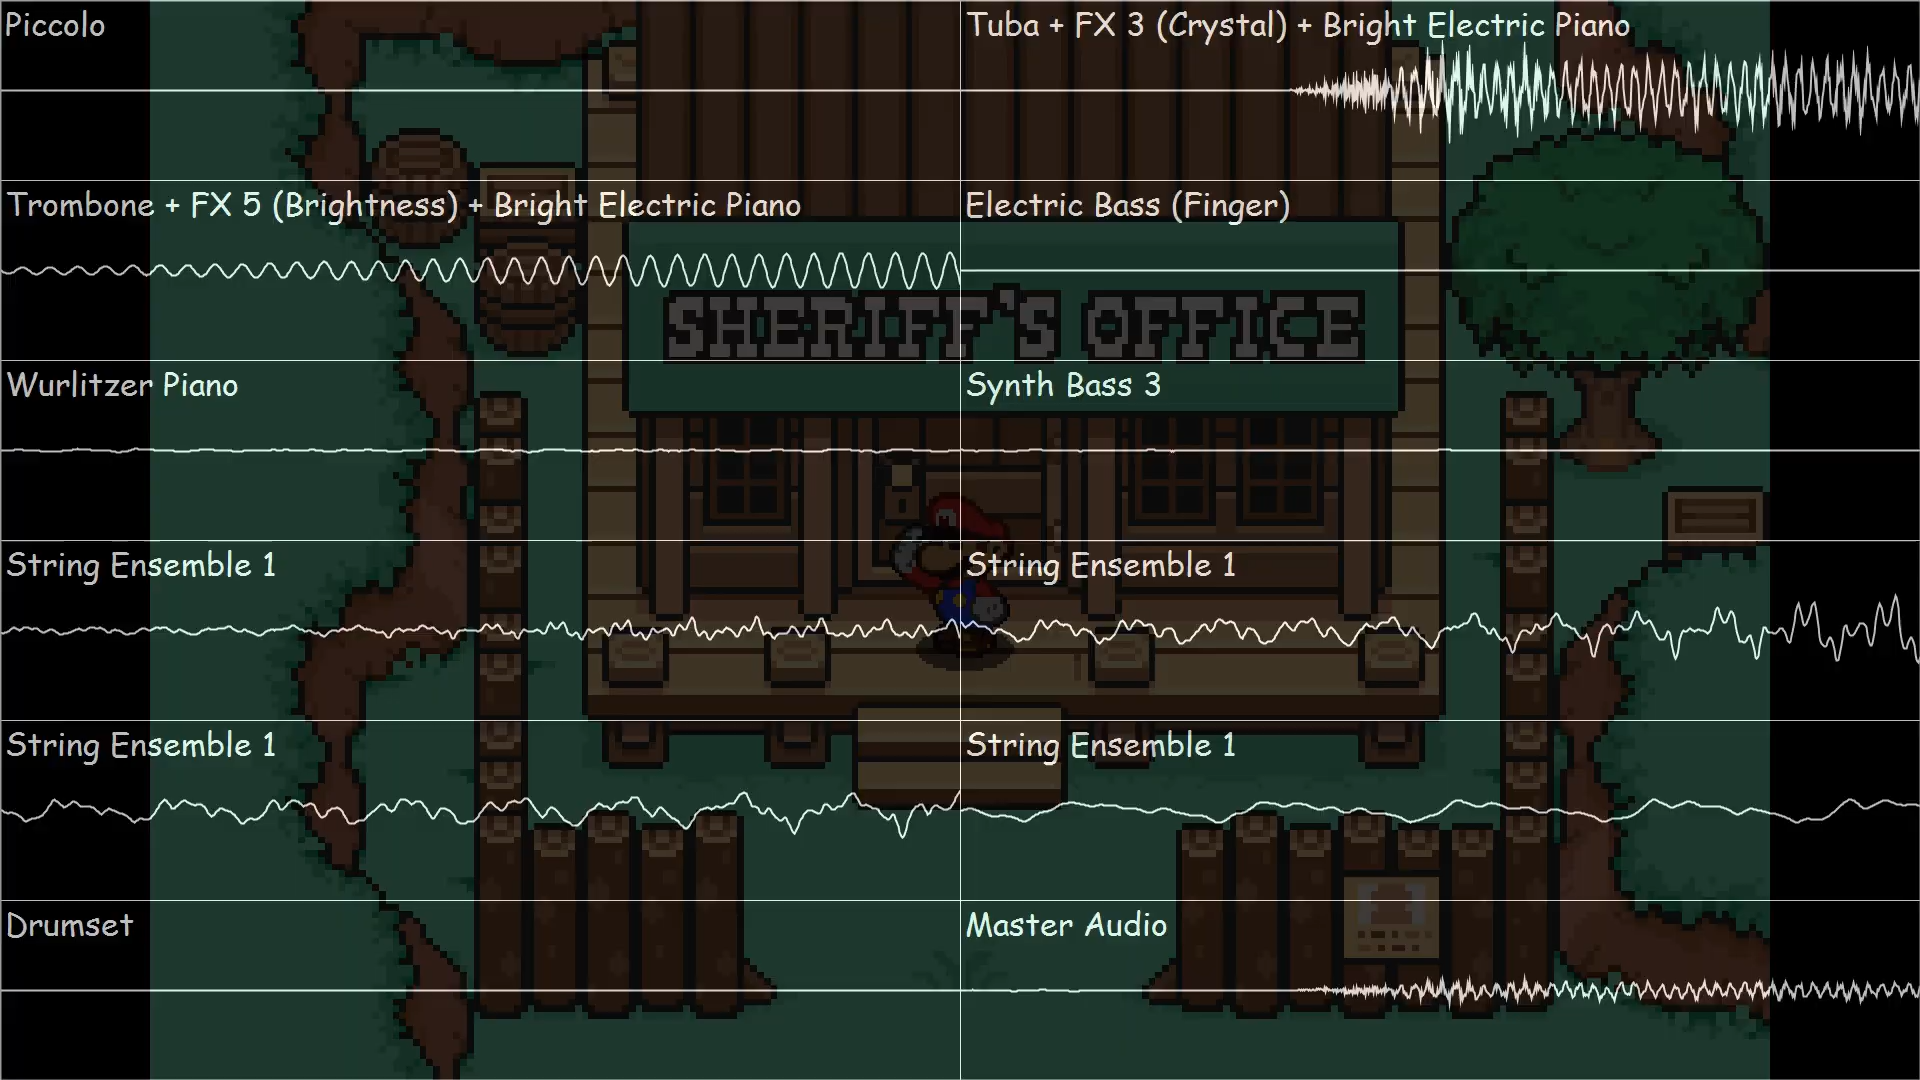 Piccolo
Tuba + FX 3 (Crystal) + Bright Electric Piano
Trombone + FX 5 (Brightness) + Bright Electric Piano
Electric Bass (Finger)
SHERIFF'S OFFICE
Wurlitzer Piano
Synth Bass 3
String Ensemble 1
String Ensemble 1
String Ensemble 1
String Ensemble 1
Drumset
Master Audio